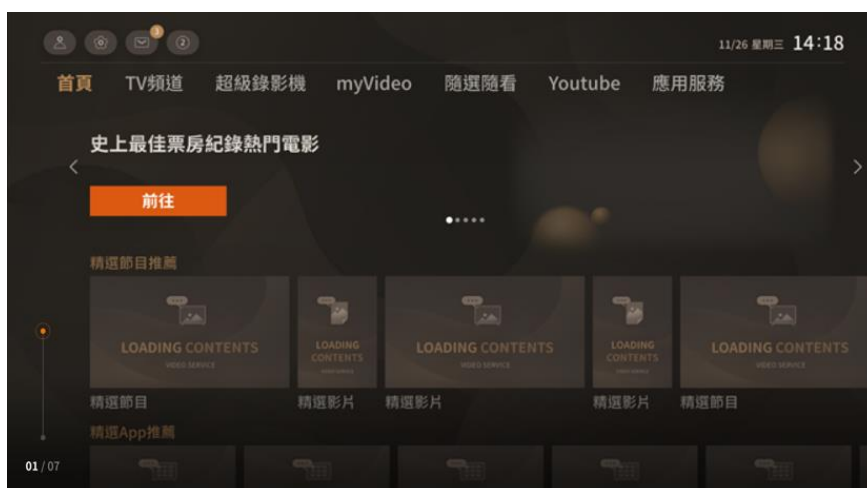 3
2
11/26 星期三 14:18
首頁 TV頻道 超級錄影機 myVideo 隨選隨看 Youtube 應用服務
史上最佳票房紀錄熱門電影
前往
精選節目推薦
LOADING CONTENTS
VIDEO SERVICE
LOADING
CONTENTS
VIDEO SERVICE
LOADING CONTENTS
VIDEO SERVICE
LOADING
CONTENTS
LOADING CONTENTS
VIDEO SERVICE
精選節目 精選影片 精選影片 精選影片 精選節目
精選App推薦
01 / 07